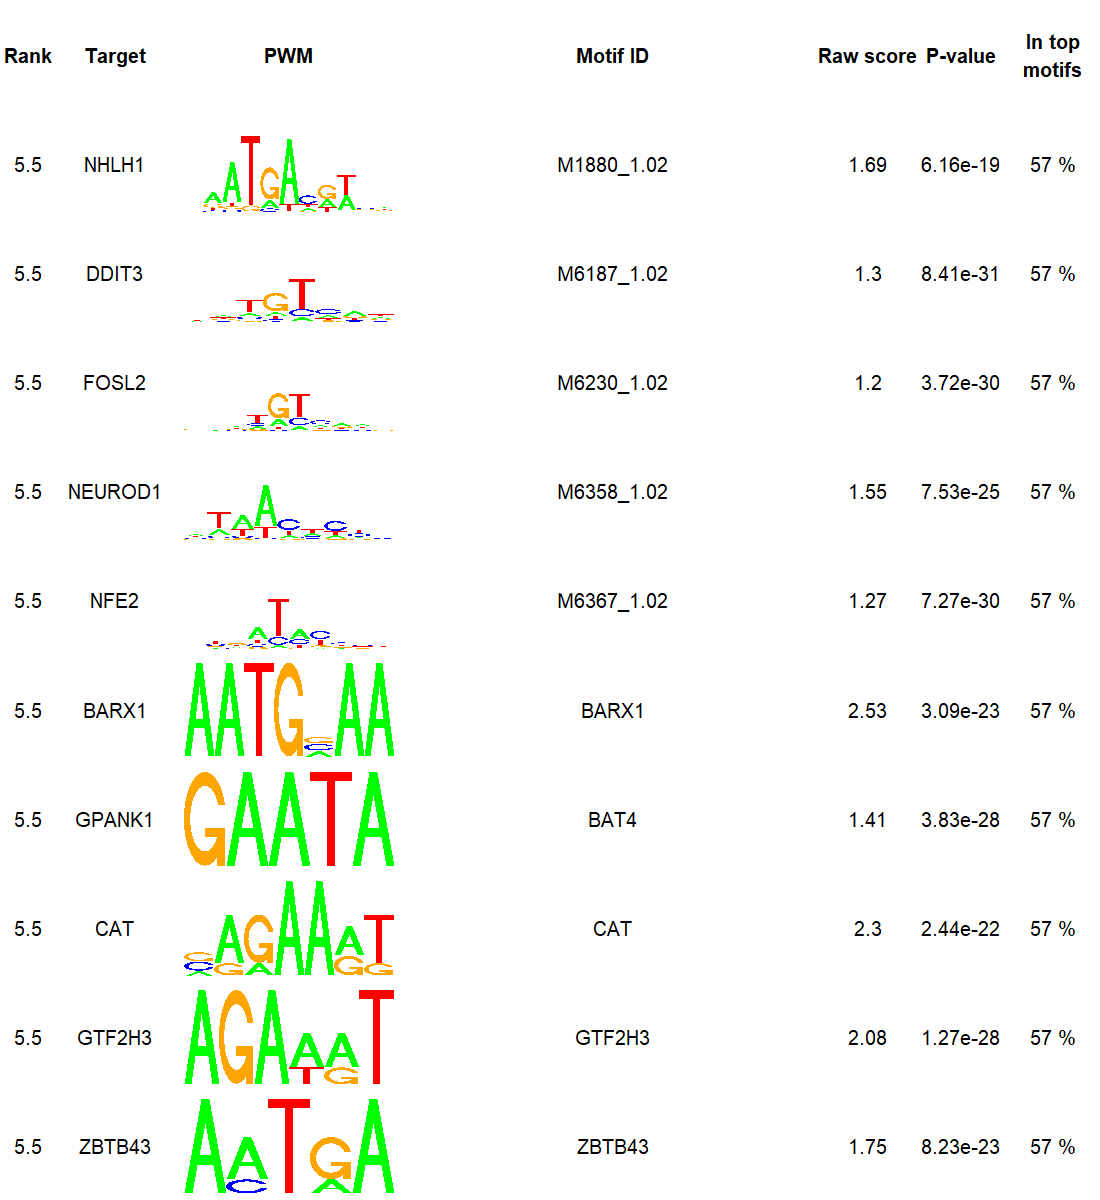 Rank Target PWM Motif ID Raw score P-value In top motifs
5.5 NHLH1 M1880_1.02 1.69 6.16e-19 57 %
5.5 DDIT3 M6187_1.02 1.3 8.41e-31 57 %
5.5 FOSL2 M6230_1.02 1.2 3.72e-30 57 %
5.5 NEUROD1 M6358_1.02 1.55 7.53e-25 57 %
5.5 NFE2 M6367_1.02 1.27 7.27e-30 57 %
5.5 BARX1 AATG AA BARX1 2.53 3.09e-23 57 %
5.5 GPANK1 GAATA BAT4 1.41 3.83e-28 57 %
5.5 CAT CAT 2.3 2.44e-22 57 %
5.5 GTF2H3 GTF2H3 2.08 1.27e-28 57 %
5.5 ZBTB43 ZBTB43 1.75 8.23e-23 57 %